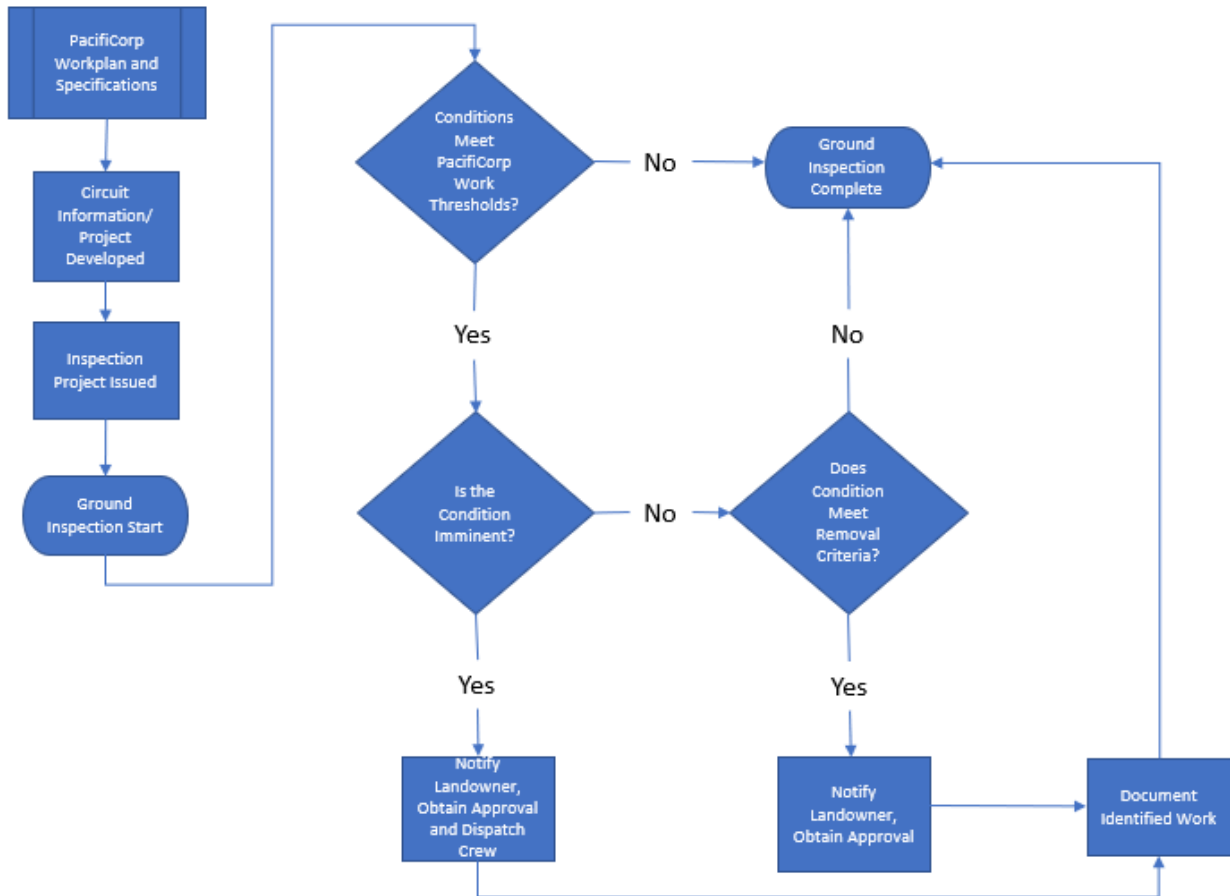 PacifiCorp
Workplan and
Specifications
Circuit
Information/
Project
Developed
Inspection
Project Issued
Ground
Inspection Start
Conditions
Meet
PacifiCorp
Work
Thresholds?
No
Ground
Inspection
Complete
Yes
No
Is the
Condition
Imminent?
No
Does
Condition
Meet
Removal
Criteria?
Yes
Yes
Notify
Landowner,
Obtain Approval
and Dispatch
Crew
Notify
Landowner,
Obtain Approval
Document
Identified Work